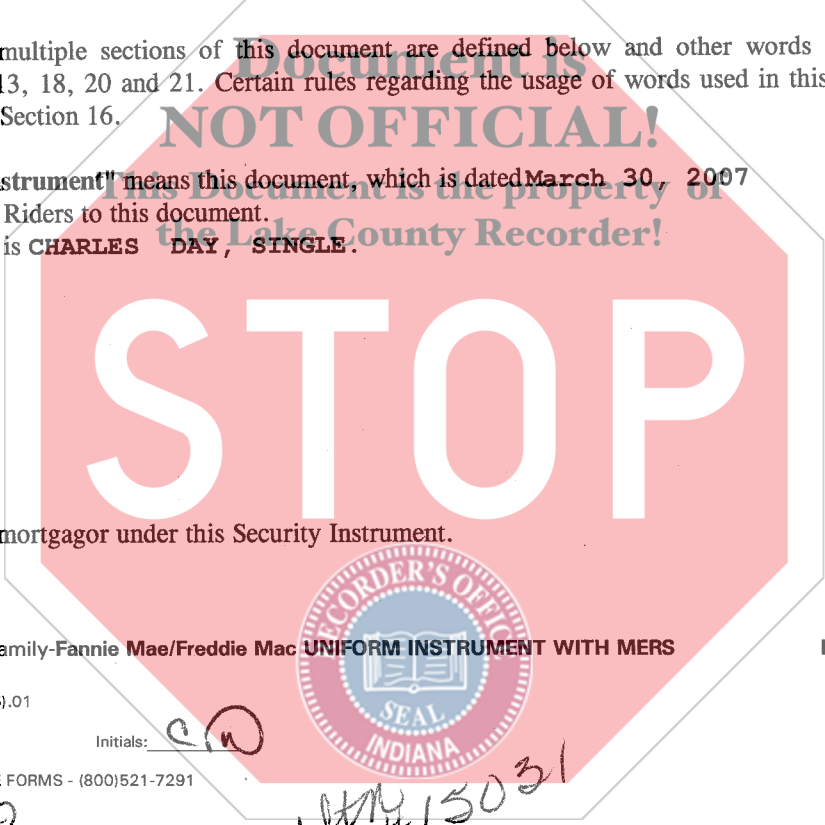 multiple sections of this document are defined below and other words
13, 18, 20 and 21. Certain rules regarding the usage of words used in this
Section 16.
Document is
NOT OFFICIAL!
This Document is the property of
the Lake County Recorder!
strument" means this document, which is dated March 30, 2007
Riders to this document.
is CHARLES DAY, SINGLE.
STOP
mortgagor under this Security Instrument.
RECORDER'S OFFICE
SEAL
INDIANA
amily-Fannie Mae/Freddie Mac UNIFORM INSTRUMENT WITH MERS
).01
Initials:
FORMS - (800)521-7291
15031